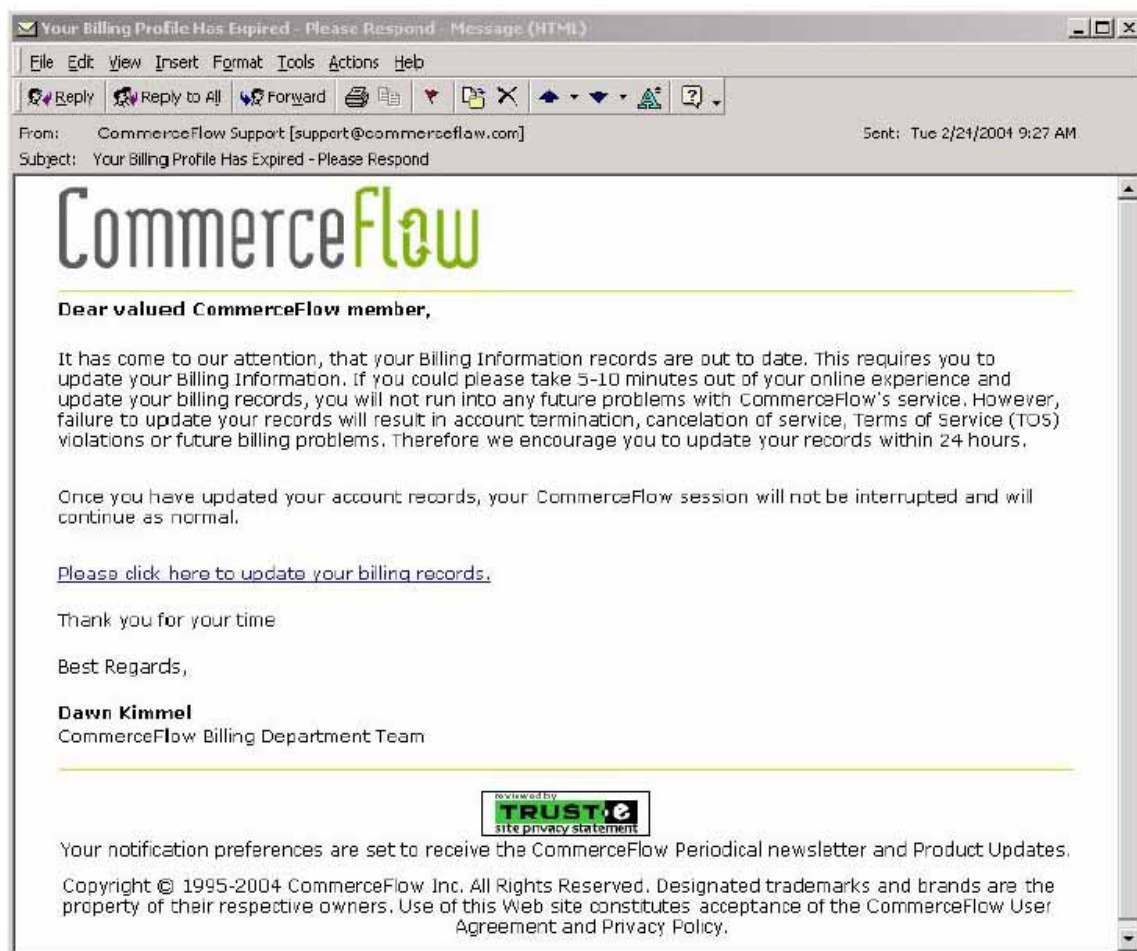 Your Billing Profile Has Expired - Please Respond - Message (HTML)
File Edit View Insert Format Tools Actions Help
Reply Reply to All Forward
From: CommerceFlow Support [support@commerceflaw.com] Sent: Tue 2/24/2004 9:27 AM
Subject: Your Billing Profile Has Expired - Please Respond
CommerceFlow
Dear valued CommerceFlow member,
It has come to our attention, that your Billing Information records are out to date. This requires you to
update your Billing Information. If you could please take 5-10 minutes out of your online experience and
update your billing records, you will not run into any future problems with CommerceFlow's service. However,
failure to update your records will result in account termination, cancelation of service, Terms of Service (TOS)
violations or future billing problems. Therefore we encourage you to update your records within 24 hours.
Once you have updated your account records, your CommerceFlow session will not be interrupted and will
continue as normal.
Please click here to update your billing records.
Thank you for your time
Best Regards,
Dawn Kimmel
CommerceFlow Billing Department Team
reviewed by
TRUST·e
site privacy statement
Your notification preferences are set to receive the CommerceFlow Periodical newsletter and Product Updates.
Copyright © 1995-2004 CommerceFlow Inc. All Rights Reserved. Designated trademarks and brands are the
property of their respective owners. Use of this Web site constitutes acceptance of the CommerceFlow User
Agreement and Privacy Policy.